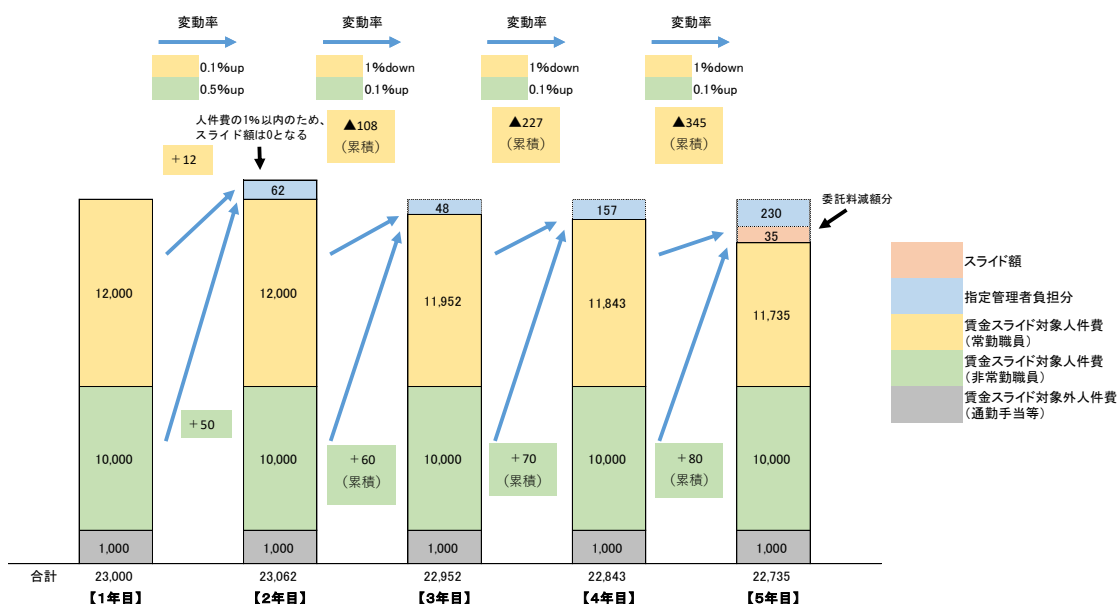 変動率
変動率
変動率
変動率
0.1%up
0.5%up
1%down
0.1%up
1%down
0.1%up
1%down
0.1%up
人件費の1%以内のため、
スライド額は0となる
+12
▲108
(累積)
▲227
(累積)
▲345
(累積)
委託料減額分
62
48
157
230
35
12,000
12,000
11,952
11,843
11,735
+50
+60
(累積)
+70
(累積)
+80
(累積)
10,000
10,000
10,000
10,000
10,000
1,000
1,000
1,000
1,000
1,000
スライド額
指定管理者負担分
賃金スライド対象人件費
(常勤職員)
賃金スライド対象人件費
(非常勤職員)
賃金スライド対象外人件費
(通勤手当等)
合計 23,000 23,062 22,952 22,843 22,735
【1年目】 【2年目】 【3年目】 【4年目】 【5年目】